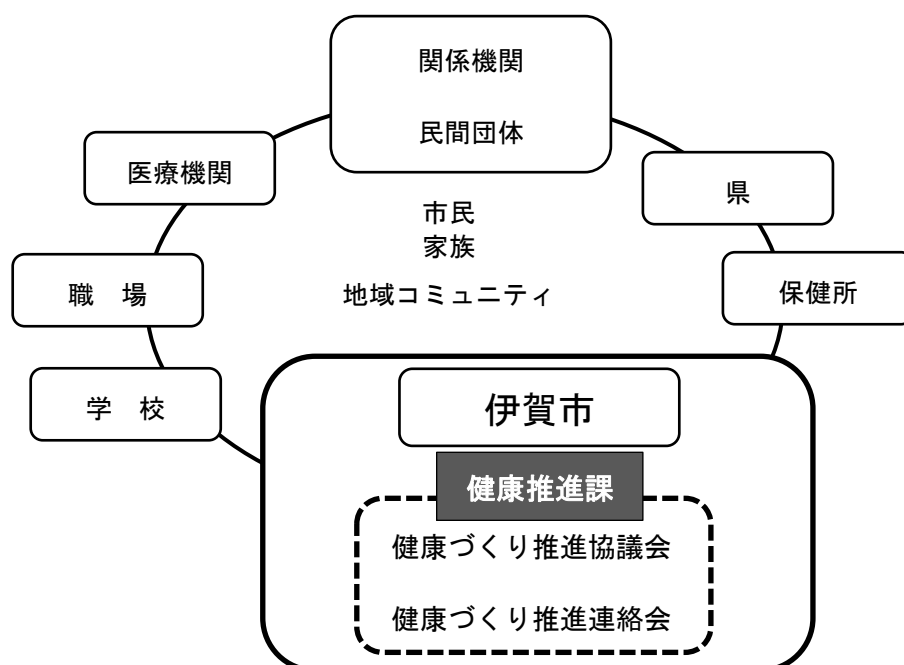 関係機関
民間団体
医療機関
県
市民
家族
職　場
地域コミュニティ
保健所
学　校
伊賀市
健康推進課
健康づくり推進協議会
健康づくり推進連絡会